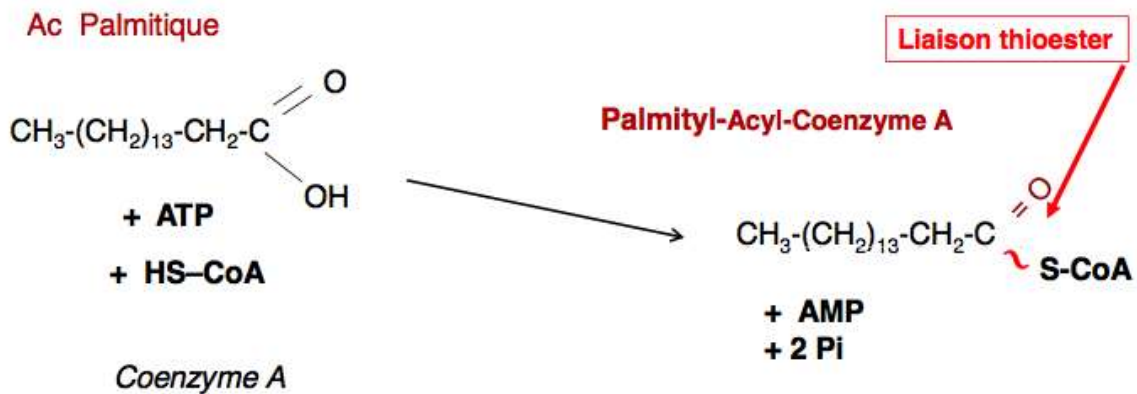 Ac Palmitique
Liaison thioester
O
CH₃-(CH₂)₁₃-CH₂-C
OH
+ ATP
+ HS–CoA
Coenzyme A
Palmityl-Acyl-Coenzyme A
O
CH₃-(CH₂)₁₃-CH₂-C
~ S-CoA
+ AMP
+ 2 Pi